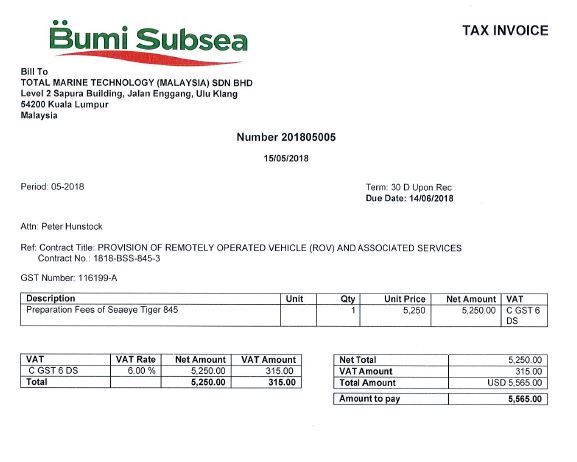 Bumi Subsea
TAX INVOICE
Bill To
TOTAL MARINE TECHNOLOGY (MALAYSIA) SDN BHD
Level 2 Sapura Building, Jalan Enggang, Ulu Klang
54200 Kuala Lumpur
Malaysia
Number 201805005
15/05/2018
Period: 05-2018
Term: 30 D Upon Rec
Due Date: 14/06/2018
Attn: Peter Hunstock
Ref: Contract Title: PROVISION OF REMOTELY OPERATED VEHICLE (ROV) AND ASSOCIATED SERVICES
Contract No.: 1818-BSS-845-3
GST Number: 116199-A
Description Unit Qty Unit Price Net Amount VAT
Preparation Fees of Seaeye Tiger 845 1 5,250 5,250.00 C GST 6
DS
VAT VAT Rate Net Amount VAT Amount
C GST 6 DS 6.00 % 5,250.00 315.00
Total 5,250.00 315.00
Net Total 5,250.00
VAT Amount 315.00
Total Amount USD 5,565.00
Amount to pay 5,565.00